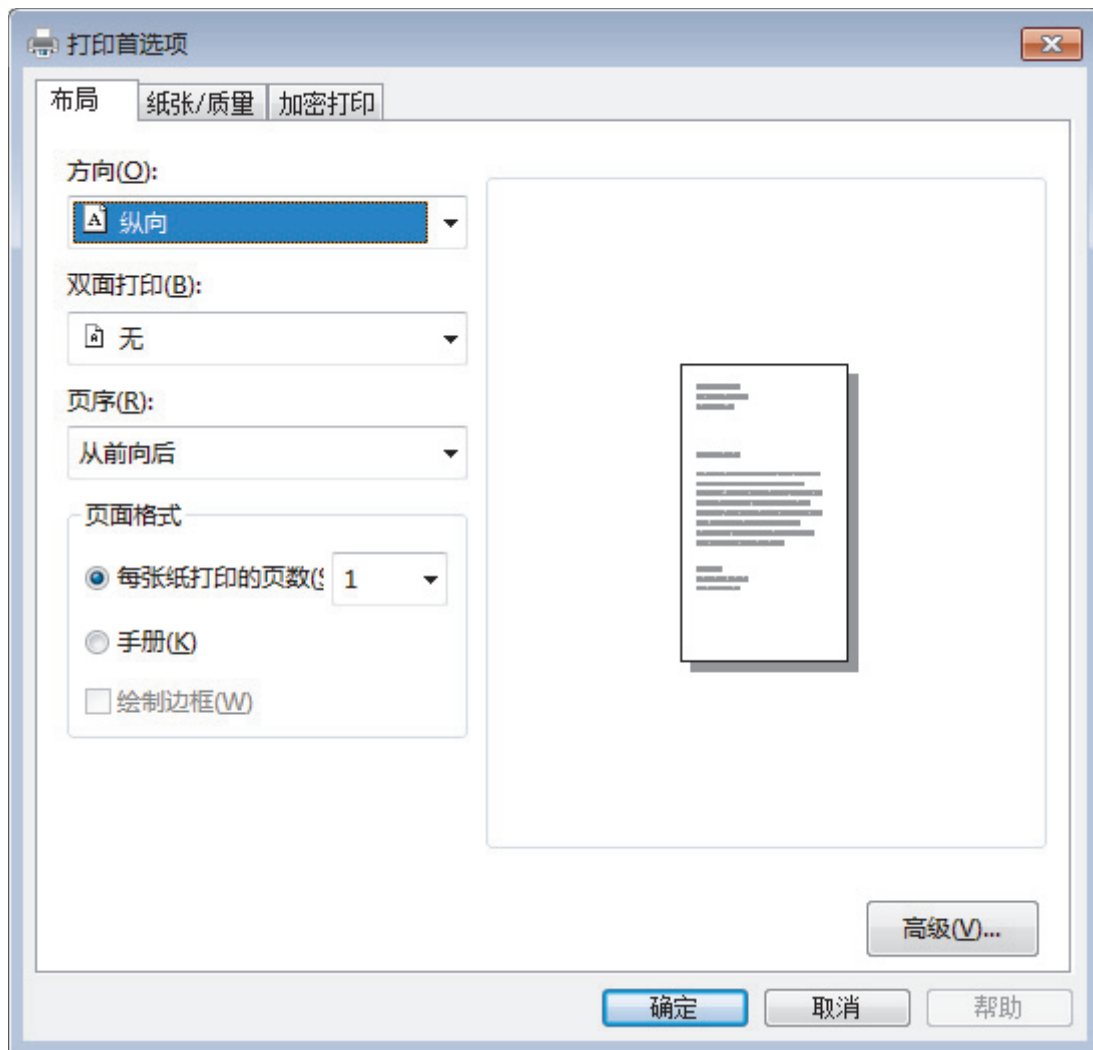 打印首选项
布局 纸张/质量 加密打印
方向(O):
A 纵向
双面打印(B):
A 无
页序(R):
从前向后
页面格式
每张纸打印的页数( 1
手册(K)
绘制边框(W)
高级(V)...
确定 取消 帮助